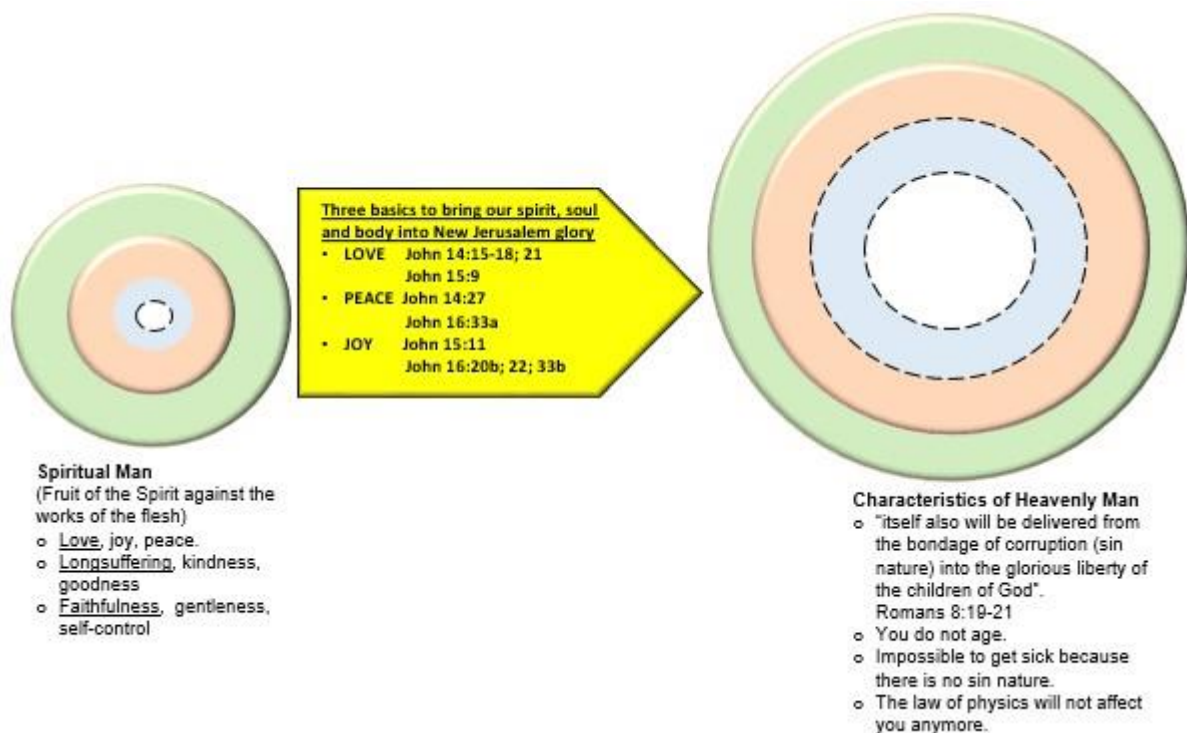 Three basics to bring our spirit, soul
and body into New Jerusalem glory
• LOVE John 14:15-18; 21
John 15:9
• PEACE John 14:27
John 16:33a
• JOY John 15:11
John 16:20b; 22; 33b
Spiritual Man
(Fruit of the Spirit against the
works of the flesh)
o Love, joy, peace.
o Longsuffering, kindness,
goodness
o Faithfulness, gentleness,
self-control
Characteristics of Heavenly Man
o "itself also will be delivered from
the bondage of corruption (sin
nature) into the glorious liberty of
the children of God".
Romans 8:19-21
o You do not age.
o Impossible to get sick because
there is no sin nature.
o The law of physics will not affect
you anymore.